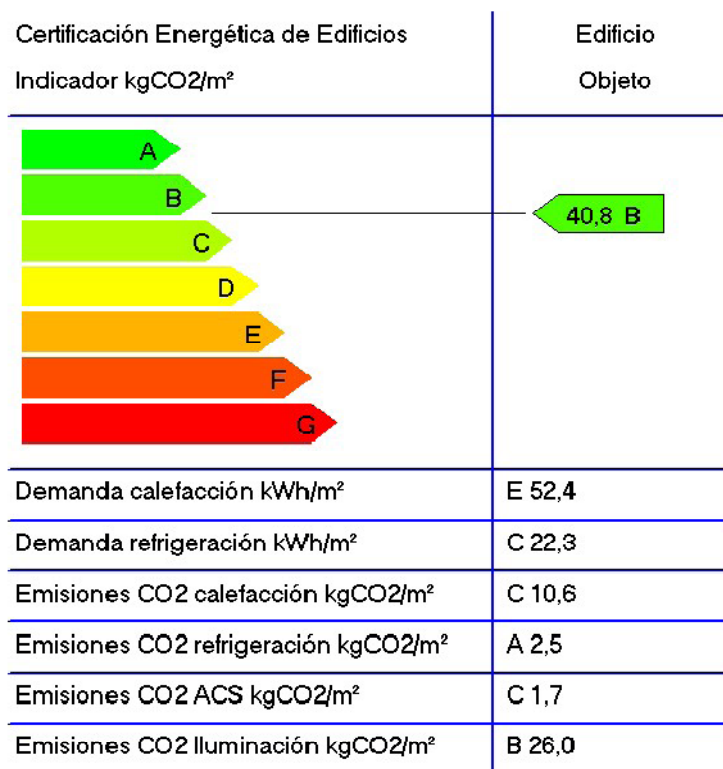 Certificación Energética de Edificios
Indicador kgCO2/m²
Edificio
Objeto
A
B
40,8 B
C
D
E
F
G
Demanda calefacción kWh/m² E 52,4
Demanda refrigeración kWh/m² C 22,3
Emisiones CO2 calefacción kgCO2/m² C 10,6
Emisiones CO2 refrigeración kgCO2/m² A 2,5
Emisiones CO2 ACS kgCO2/m² C 1,7
Emisiones CO2 Iluminación kgCO2/m² B 26,0